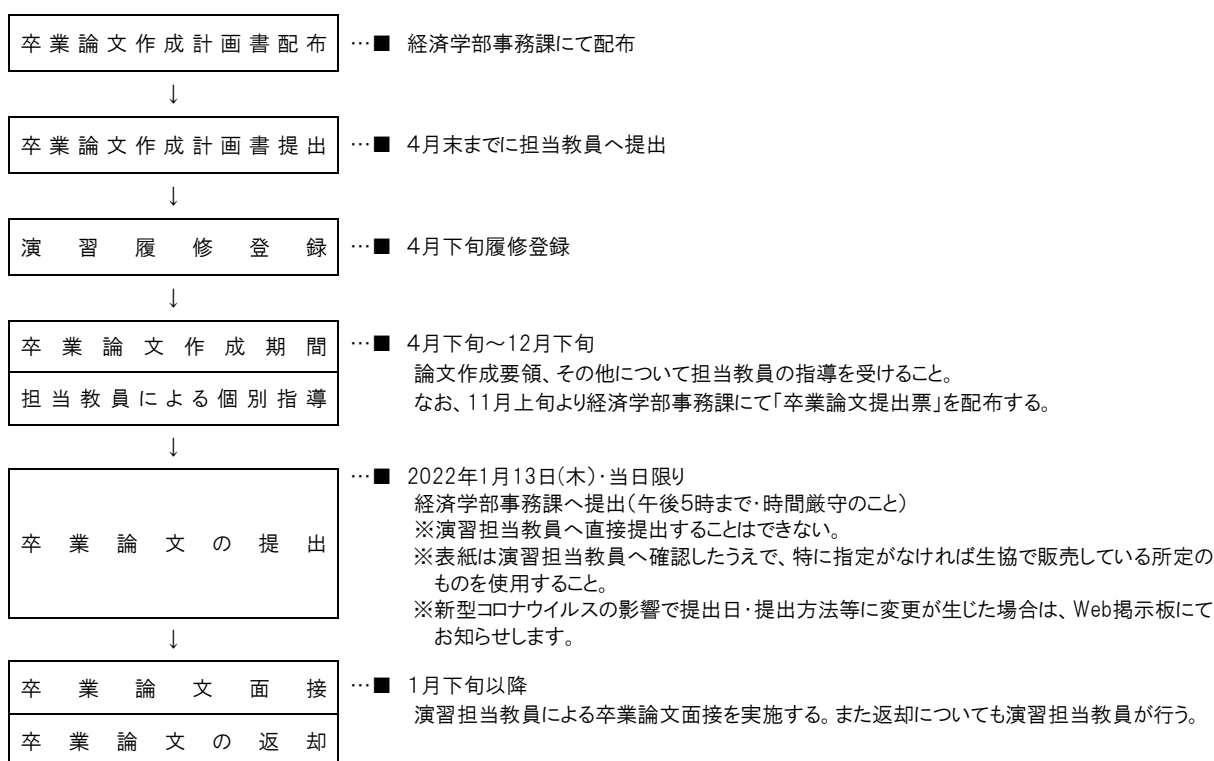 卒業論文作成計画書配布 …■ 経済学部事務課にて配布
↓
卒業論文作成計画書提出 …■ 4月末までに担当教員へ提出
↓
演習履修登録 …■ 4月下旬履修登録
↓
卒業論文作成期間 …■ 4月下旬~12月下旬
論文作成要領、その他について担当教員の指導を受けること。
担当教員による個別指導
なお、11月上旬より経済学部事務課にて「卒業論文提出票」を配布する。
↓
…■ 2022年1月13日(木)・当日限り
経済学部事務課へ提出(午後5時まで・時間厳守のこと)
※演習担当教員へ直接提出することはできない。
卒業論文の提出
※表紙は演習担当教員へ確認したうえで、特に指定がなければ生協で販売している所定の
ものを使用すること。
※新型コロナウイルスの影響で提出日・提出方法等に変更が生じた場合は、Web掲示板にて
お知らせします。
↓
卒業論文面接 …■ 1月下旬以降
演習担当教員による卒業論文面接を実施する。また返却についても演習担当教員が行う。
卒業論文の返却